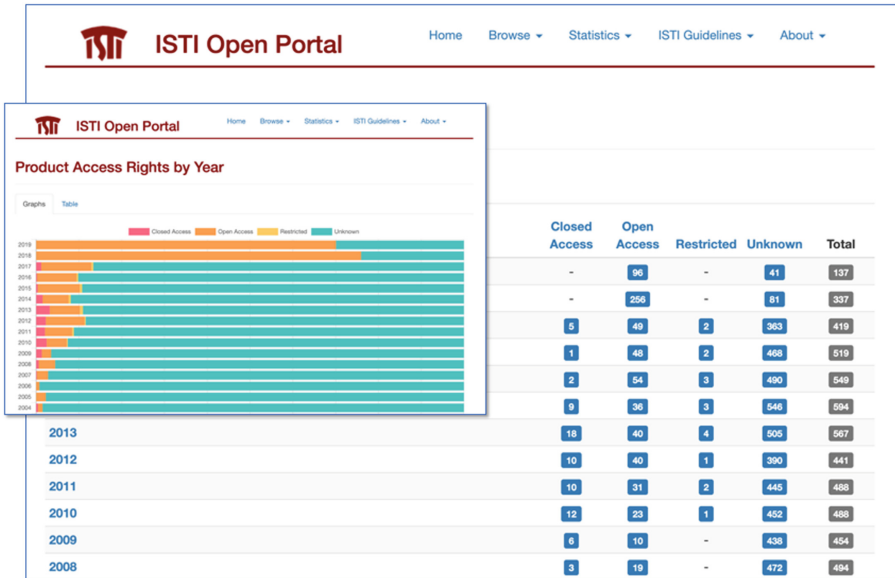 ISTI ISTI Open Portal Home Browse Statistics ISTI Guidelines About
ISTI ISTI Open Portal Home Browse Statistics ISTI Guidelines About
Product Access Rights by Year
Graphs Table
Closed Access Open Access Restricted Unknown
2019
2018
2017
2016
2015
2014
2013
2012
2011
2010
2009
2008
2007
2006
2005
2004
Closed Access Open Access Restricted Unknown Total
- 96 - 41 137
- 256 - 81 337
5 49 2 363 419
1 48 2 468 519
2 54 3 490 549
9 36 3 546 594
2013 18 40 4 505 567
2012 10 40 1 390 441
2011 10 31 2 445 488
2010 12 23 1 452 488
2009 6 10 - 438 454
2008 3 19 - 472 494